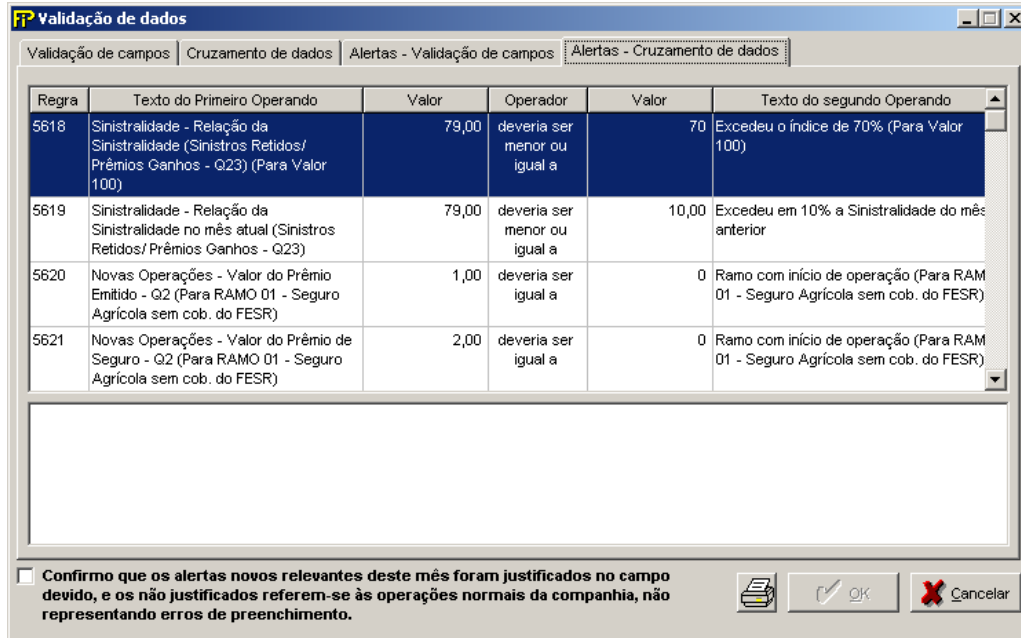 FiP Validação de dados
Validação de campos Cruzamento de dados Alertas - Validação de campos Alertas - Cruzamento de dados
Regra Texto do Primeiro Operando Valor Operador Valor Texto do segundo Operando
5618 Sinistralidade - Relação da 79,00 deveria ser 70 Excedeu o índice de 70% (Para Valor
Sinistralidade (Sinistros Retidos/ menor ou 100)
Prêmios Ganhos - Q23) (Para Valor igual a
100)
5619 Sinistralidade - Relação da 79,00 deveria ser 10,00 Excedeu em 10% a Sinistralidade do mês
Sinistralidade no mês atual (Sinistros menor ou anterior
Retidos/ Prêmios Ganhos - Q23) igual a
5620 Novas Operações - Valor do Prêmio 1,00 deveria ser 0 Ramo com início de operação (Para RAM
Emitido - Q2 (Para RAMO 01 - Seguro igual a 01 - Seguro Agrícola sem cob. do FESR)
Agrícola sem cob. do FESR)
5621 Novas Operações - Valor do Prêmio de 2,00 deveria ser 0 Ramo com início de operação (Para RAM
Seguro - Q2 (Para RAMO 01 - Seguro igual a 01 - Seguro Agrícola sem cob. do FESR)
Agrícola sem cob. do FESR)
Confirmo que os alertas novos relevantes deste mês foram justificados no campo
devido, e os não justificados referem-se às operações normais da companhia, não
representando erros de preenchimento.
OK Cancelar